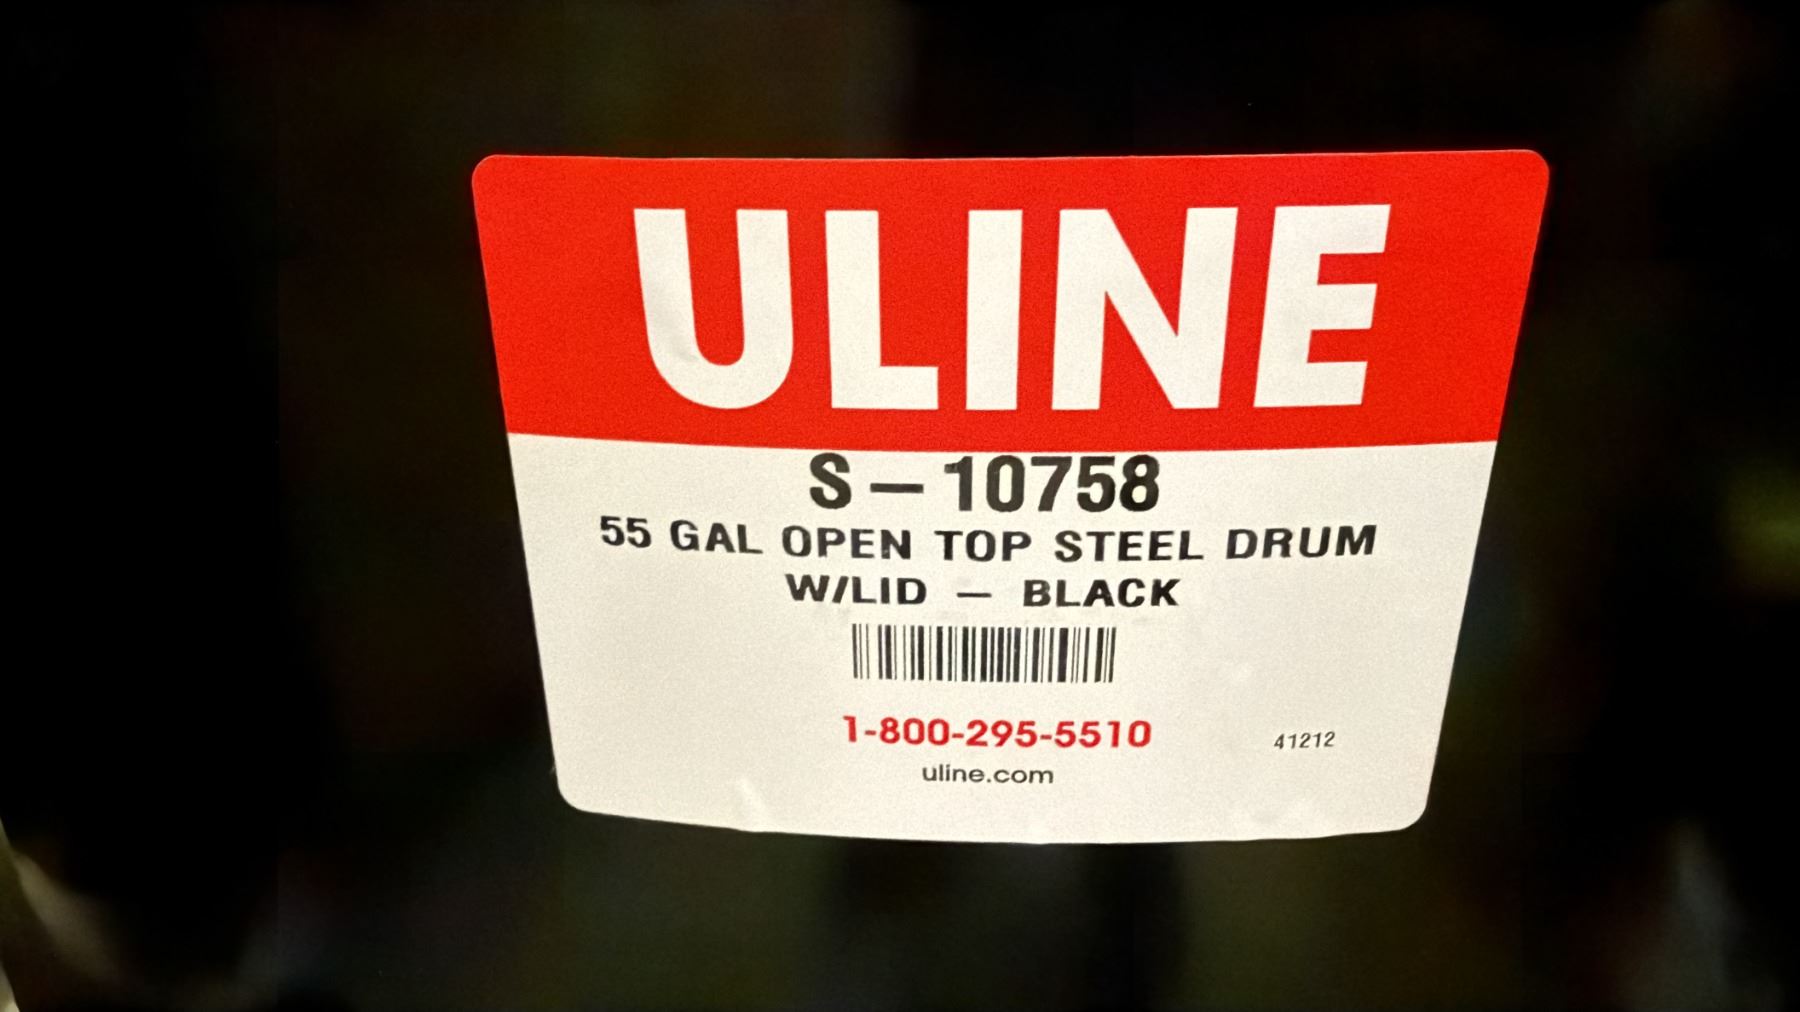 ULINE
S-10758
55 GAL OPEN TOP STEEL DRUM
W/LID - BLACK
1-800-295-5510
41212
uline.com